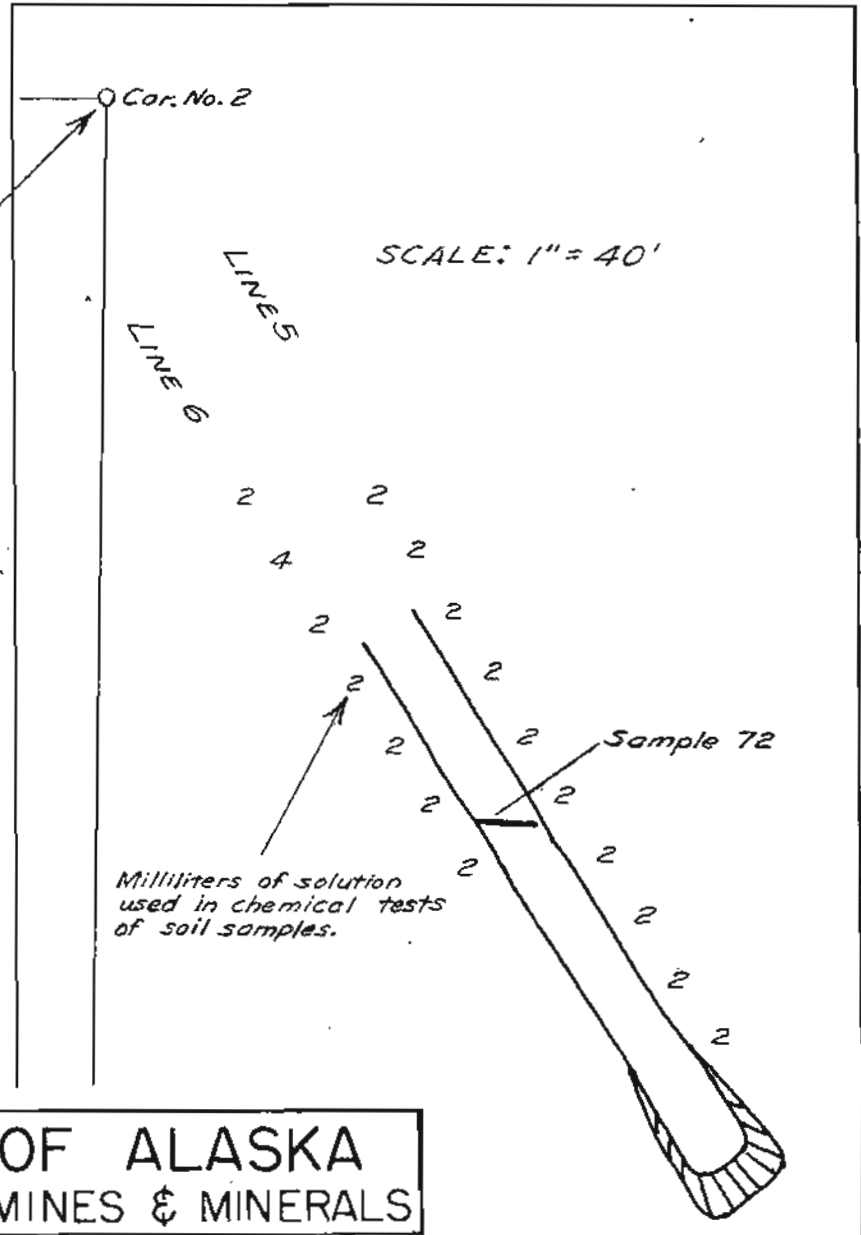 Cor. No. 2
SCALE: 1" = 40'
LINE 5
LINE 6
2 2
4 2
2 2
2 2
2 2
Sample 72
2 2
2 2
Milliliters of solution
used in chemical tests
of soil samples.
2
2
2
OF ALASKA
MINES & MINERALS